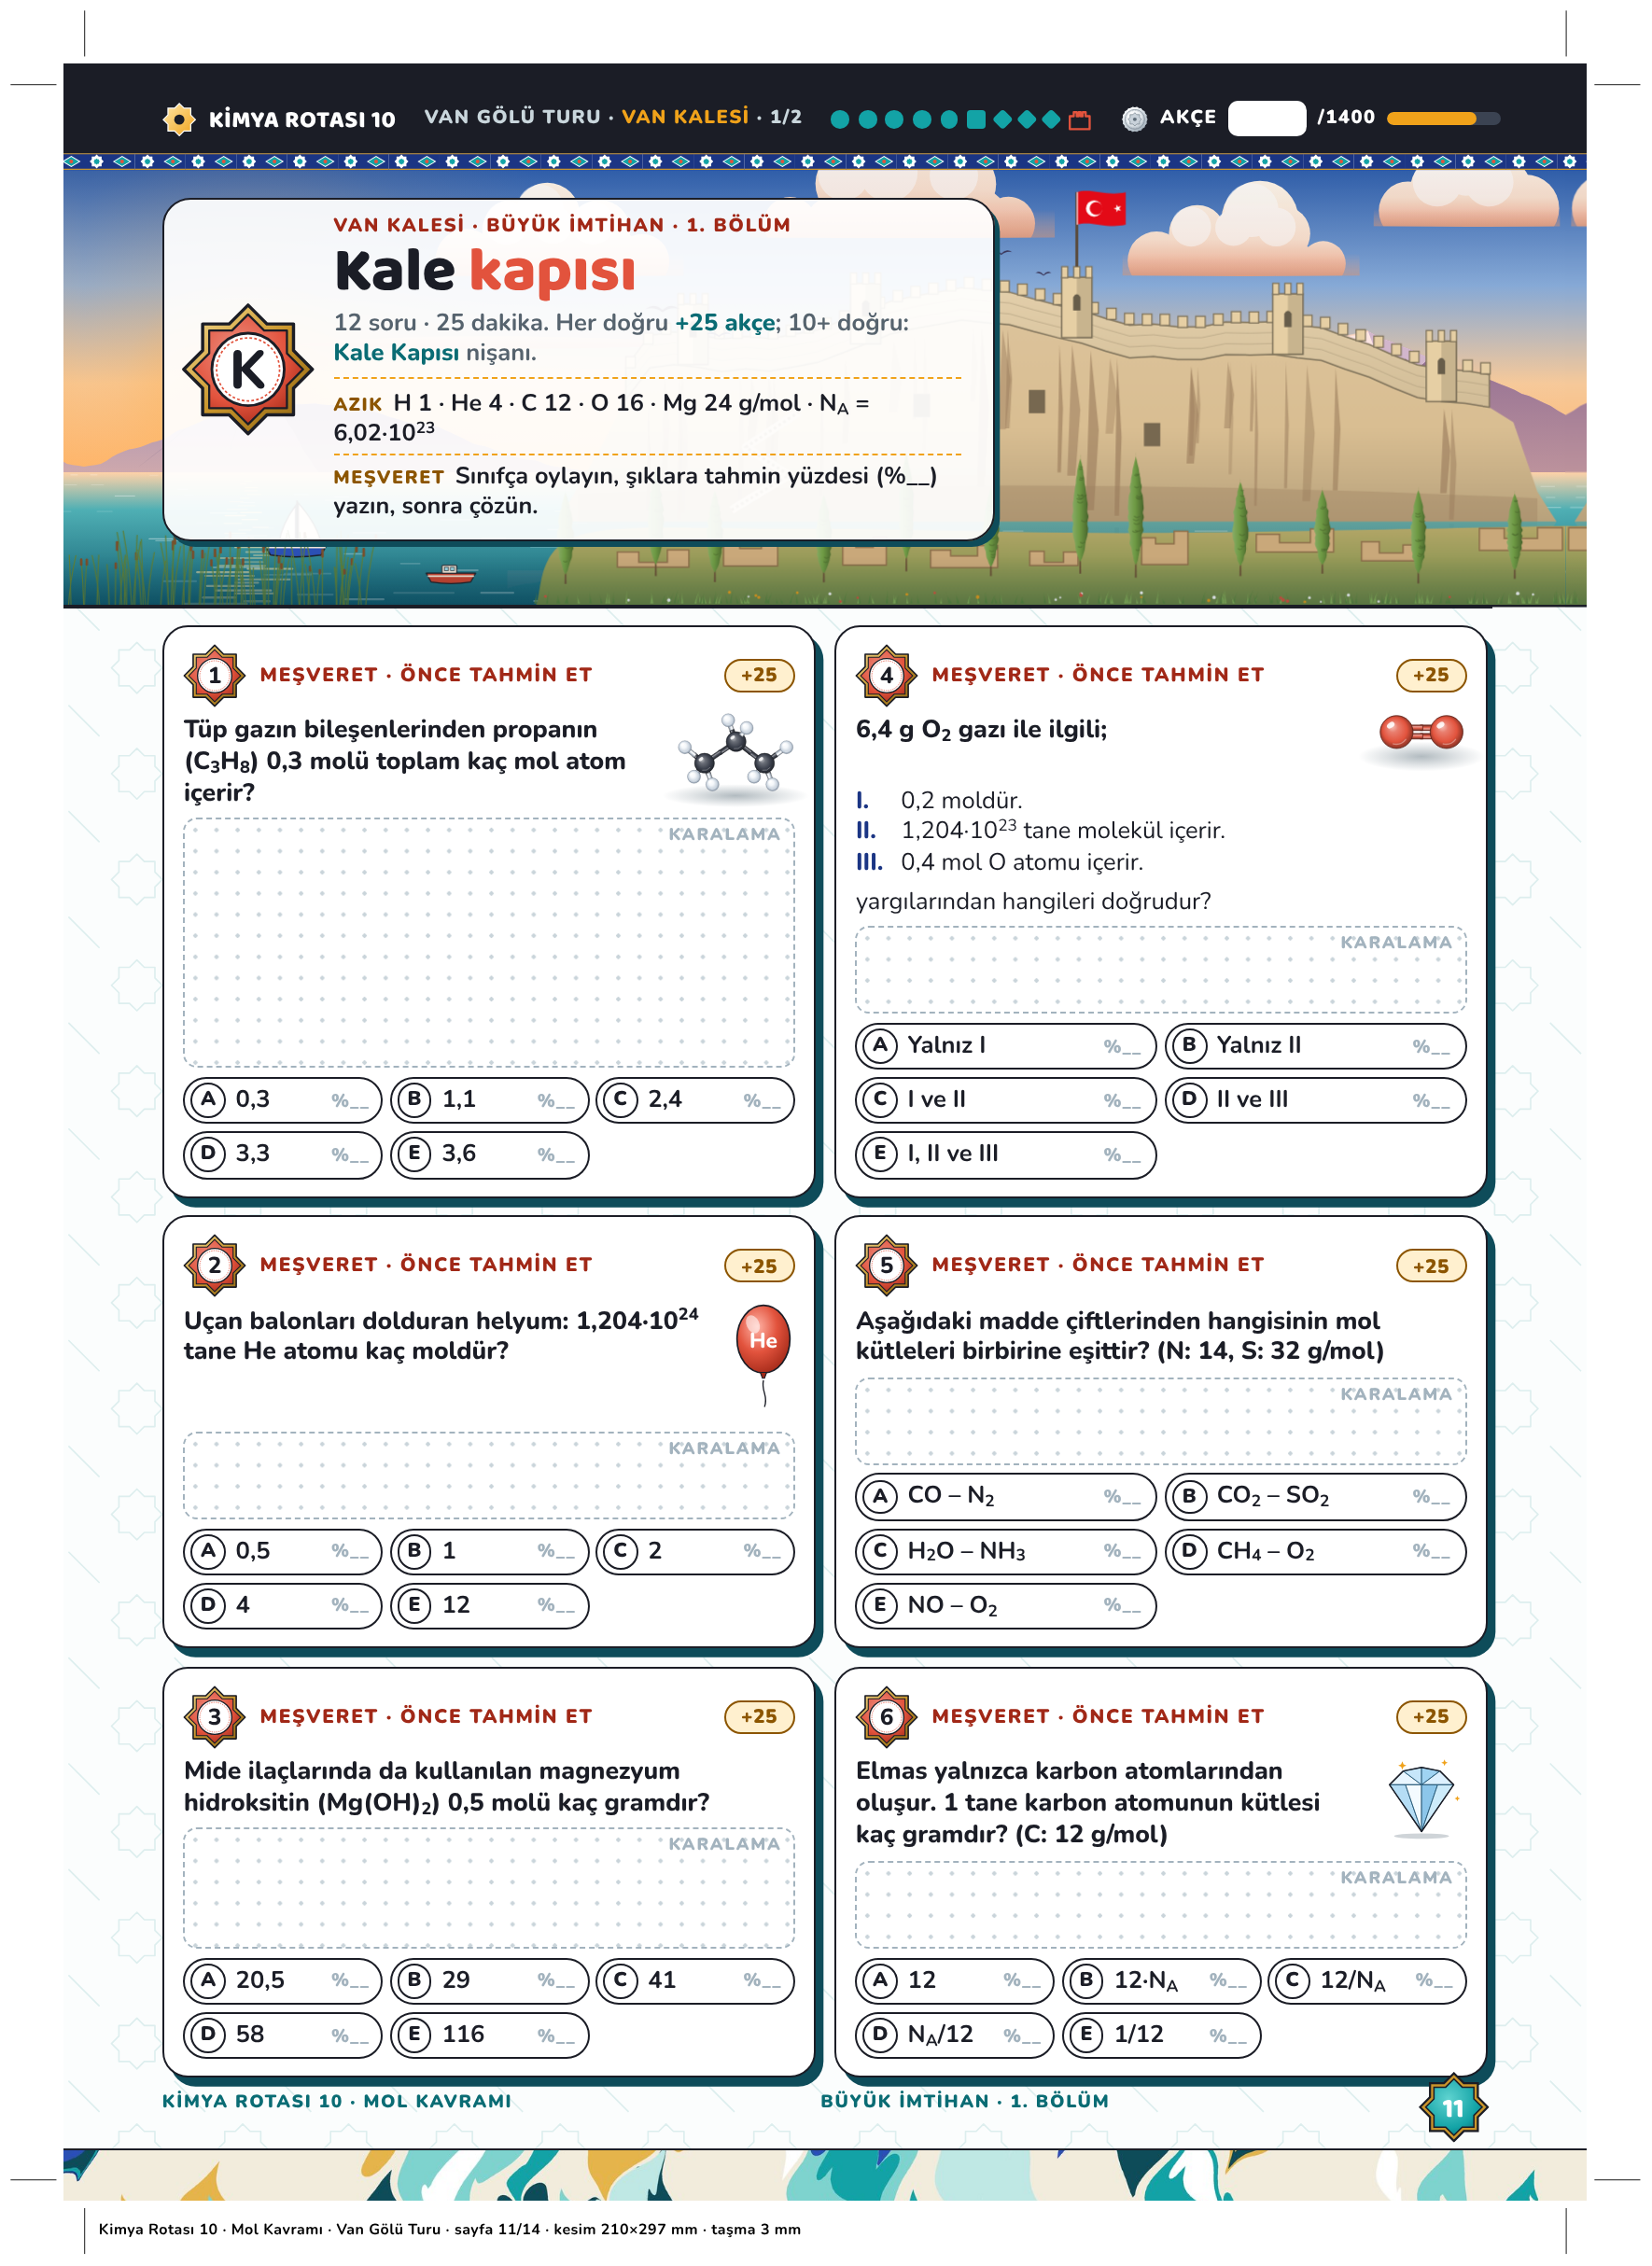 KİMYA ROTASI 10 VAN GÖLÜ TURU · VAN KALESİ · 1/2 AKÇE /1400
VAN KALESİ · BÜYÜK İMTİHAN · 1. BÖLÜM
Kale kapısı
12 soru · 25 dakika. Her doğru +25 akçe; 10+ doğru:
Kale Kapısı nişanı.
K
AZIK H 1 · He 4 · C 12 · O 16 · Mg 24 g/mol · N_A =
6,02·10²³
MEŞVERET Sınıfça oylayın, şıklara tahmin yüzdesi (%__)
yazın, sonra çözün.
1 MEŞVERET · ÖNCE TAHMİN ET +25
Tüp gazın bileşenlerinden propanın
(C₃H₈) 0,3 molü toplam kaç mol atom
içerir?
KARALAMA
A 0,3 %__ B 1,1 %__ C 2,4 %__
D 3,3 %__ E 3,6 %__
2 MEŞVERET · ÖNCE TAHMİN ET +25
Uçan balonları dolduran helyum: 1,204·10²⁴
tane He atomu kaç moldür?
He
KARALAMA
A 0,5 %__ B 1 %__ C 2 %__
D 4 %__ E 12 %__
3 MEŞVERET · ÖNCE TAHMİN ET +25
Mide ilaçlarında da kullanılan magnezyum
hidroksitin (Mg(OH)₂) 0,5 molü kaç gramdır?
KARALAMA
A 20,5 %__ B 29 %__ C 41 %__
D 58 %__ E 116 %__
4 MEŞVERET · ÖNCE TAHMİN ET +25
6,4 g O₂ gazı ile ilgili;
I. 0,2 moldür.
II. 1,204·10²³ tane molekül içerir.
III. 0,4 mol O atomu içerir.
yargılarından hangileri doğrudur?
KARALAMA
A Yalnız I %__ B Yalnız II %__
C I ve II %__ D II ve III %__
E I, II ve III %__
5 MEŞVERET · ÖNCE TAHMİN ET +25
Aşağıdaki madde çiftlerinden hangisinin mol
kütleleri birbirine eşittir? (N: 14, S: 32 g/mol)
KARALAMA
A CO – N₂ %__ B CO₂ – SO₂ %__
C H₂O – NH₃ %__ D CH₄ – O₂ %__
E NO – O₂ %__
6 MEŞVERET · ÖNCE TAHMİN ET +25
Elmas yalnızca karbon atomlarından
oluşur. 1 tane karbon atomunun kütlesi
kaç gramdır? (C: 12 g/mol)
KARALAMA
A 12 %__ B 12·N_A %__ C 12/N_A %__
D N_A/12 %__ E 1/12 %__
KİMYA ROTASI 10 · MOL KAVRAMI BÜYÜK İMTİHAN · 1. BÖLÜM 11
Kimya Rotası 10 · Mol Kavramı · Van Gölü Turu · sayfa 11/14 · kesim 210×297 mm · taşma 3 mm